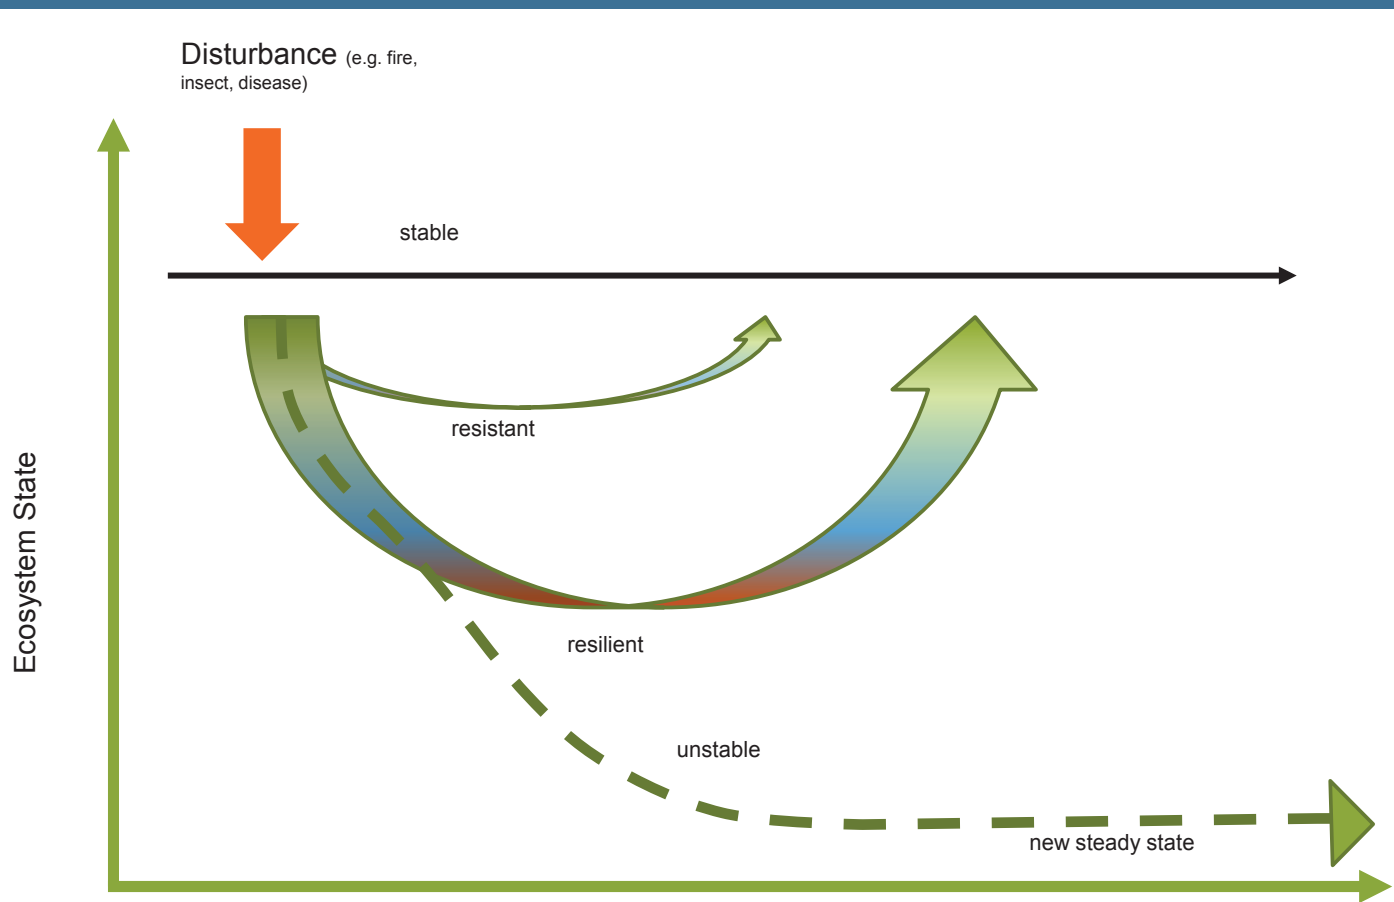 Disturbance (e.g. fire,
insect, disease)
stable
resistant
Ecosystem State
resilient
unstable
new steady state